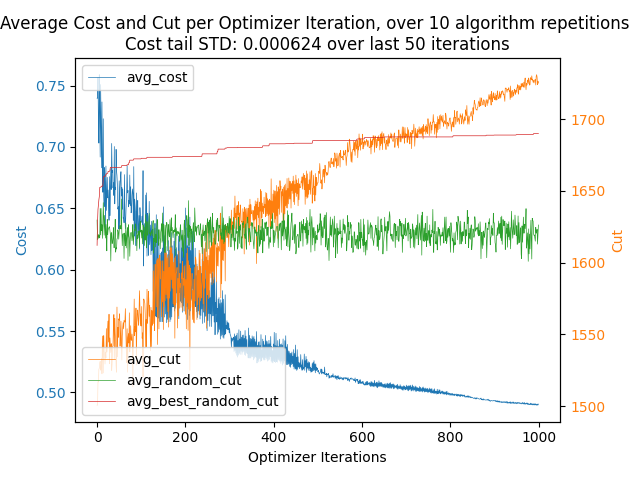 Average Cost and Cut per Optimizer Iteration, over 10 algorithm repetitions
Cost tail STD: 0.000624 over last 50 iterations
avg_cost
0.75
0.70
0.65
0.60
0.55
0.50
Cost
1700
1650
1600
1550
1500
Cut
avg_cut
avg_random_cut
avg_best_random_cut
0
200
400
600
800
1000
Optimizer Iterations